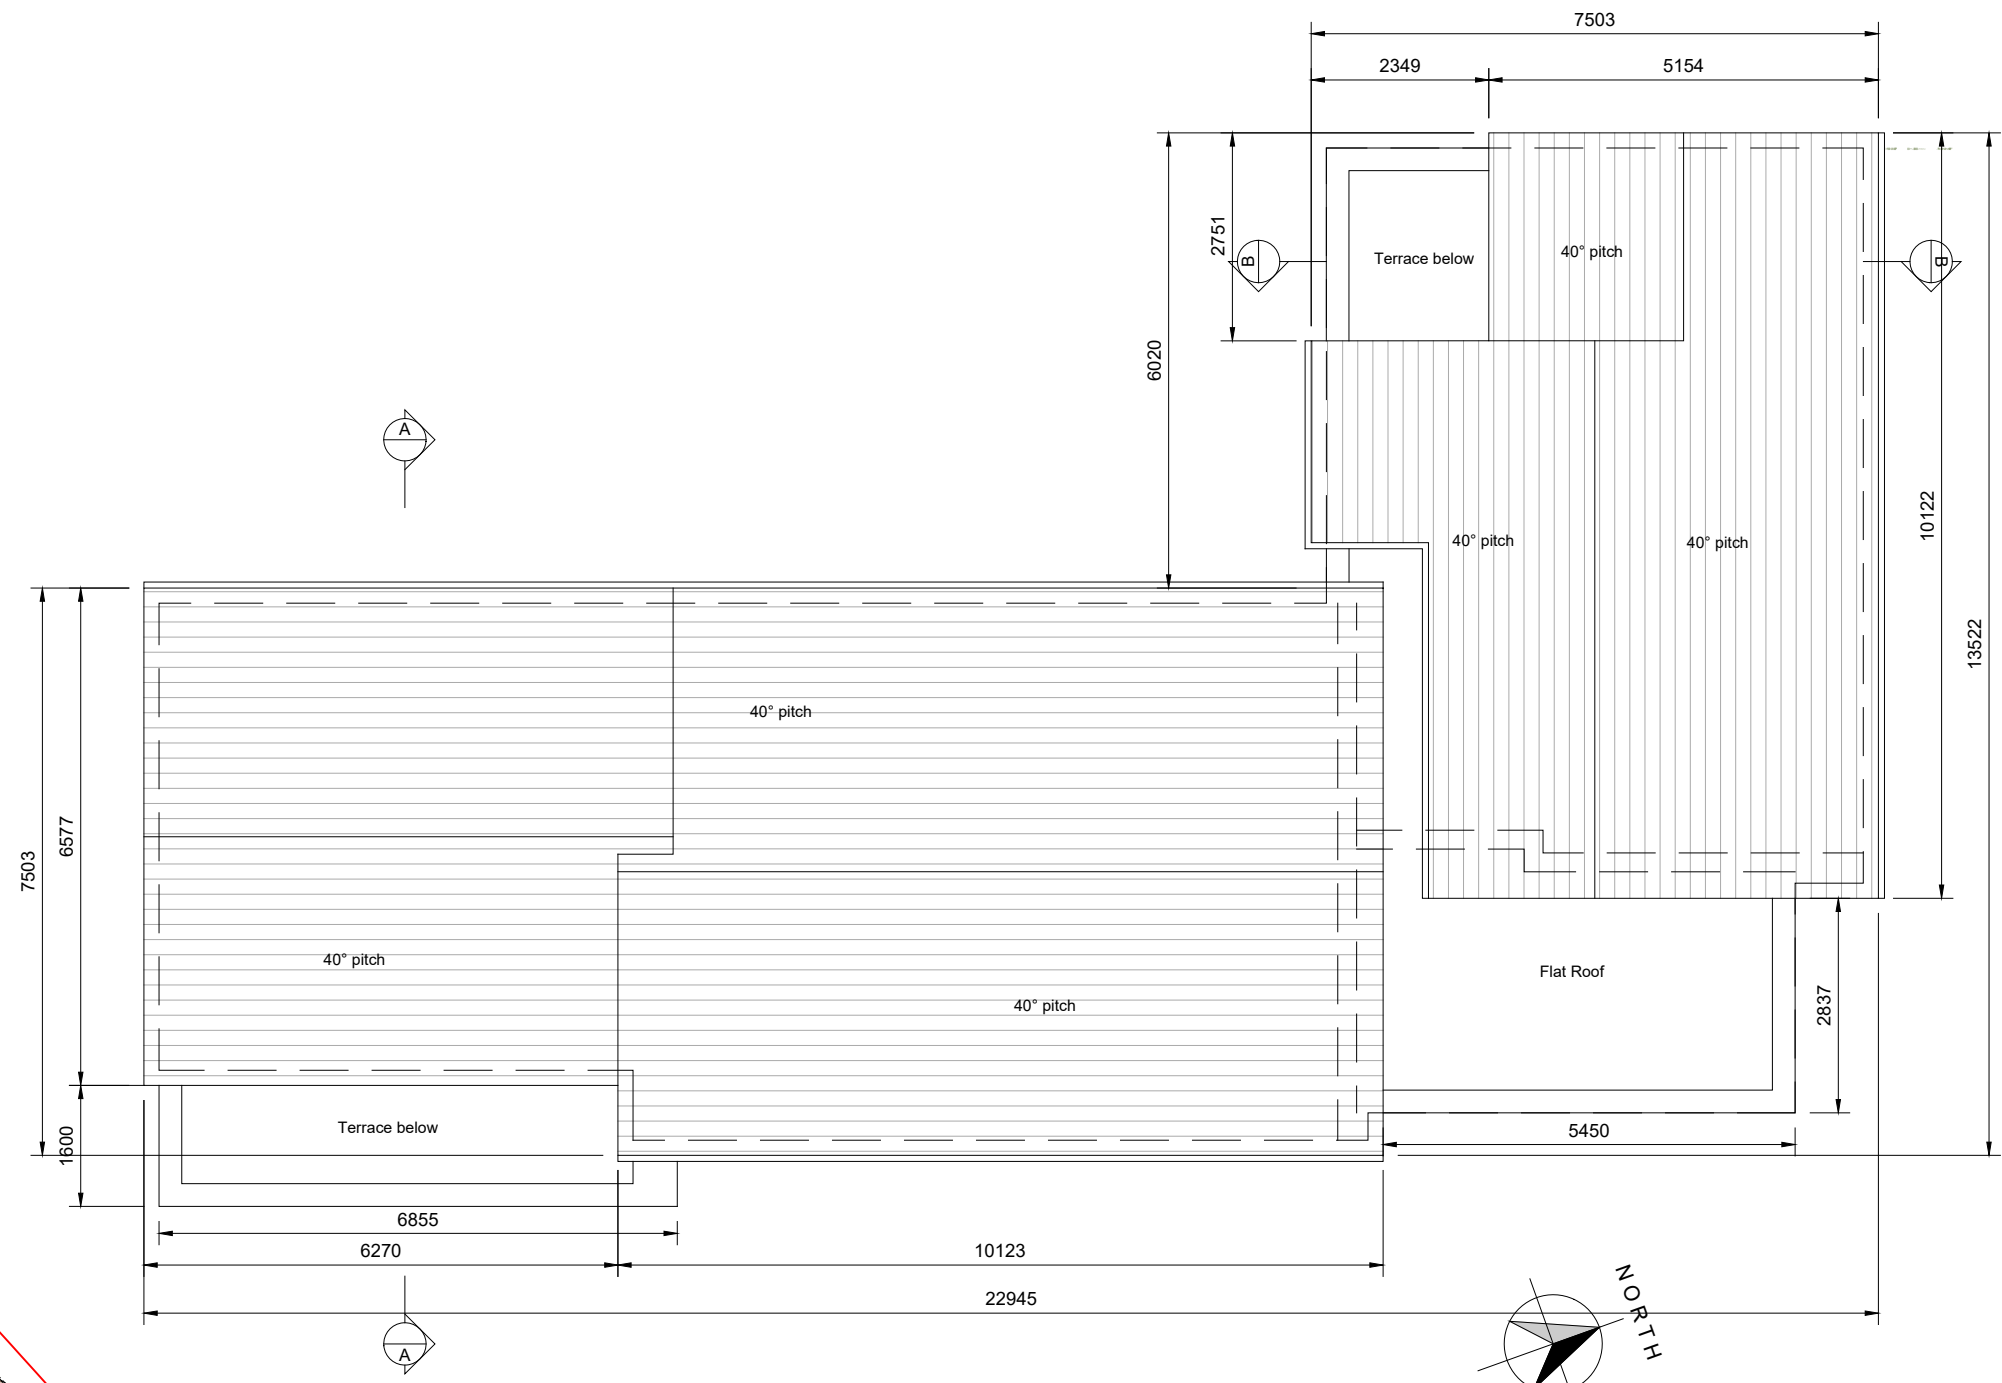 7503
2349
5154
2751
Terrace below
40° pitch
B
B
6020
A
40° pitch
40° pitch
10122
13522
40° pitch
6577
7503
40° pitch
40° pitch
Flat Roof
2837
Terrace below
1600
5450
6855
6270
10123
22945
NORTH
A